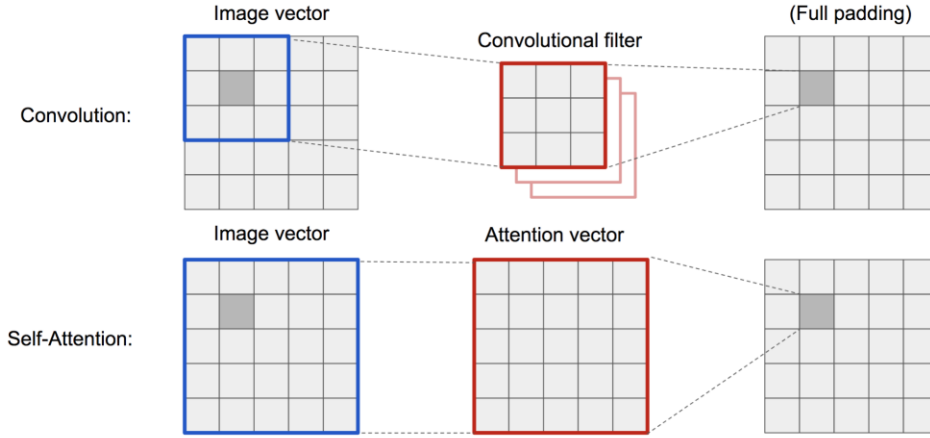 Image vector
(Full padding)
Convolutional filter
Convolution:
Image vector
Attention vector
Self-Attention: